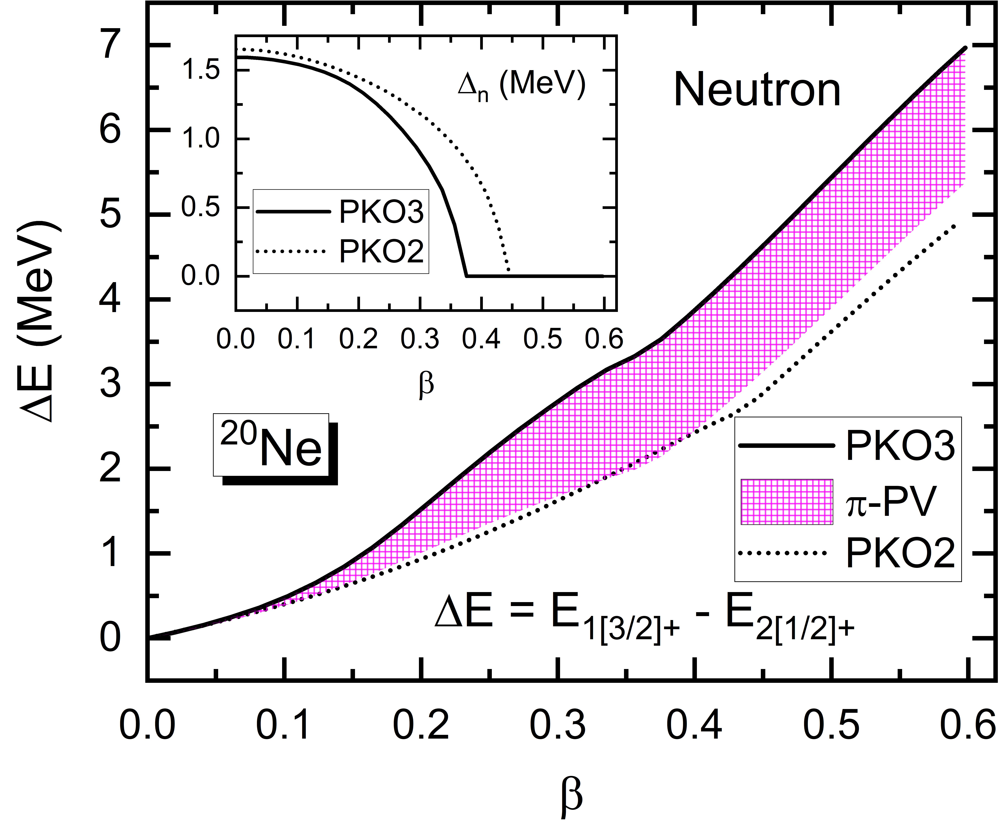 ΔE (MeV)
7
6
5
4
3
2
1
0
0.0 0.1 0.2 0.3 0.4 0.5 0.6
β
1.5
1.0
0.5
0.0
0.0 0.1 0.2 0.3 0.4 0.5 0.6
β
Δn (MeV)
PKO3
PKO2
Neutron
20Ne
PKO3
π-PV
PKO2
ΔE = E1[3/2]+ - E2[1/2]+